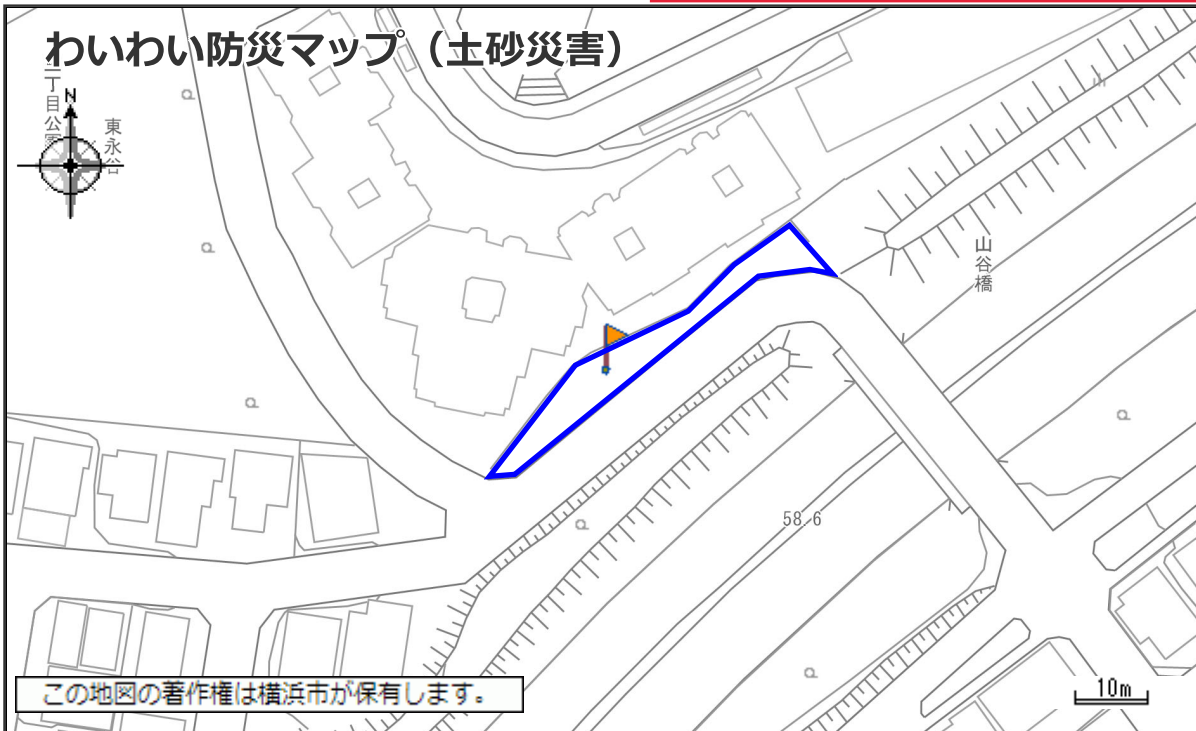 わいわい防災マップ（土砂災害）
二丁目公園
N
東永谷
山谷橋
58.6
この地図の著作権は横浜市が保有します。
10m